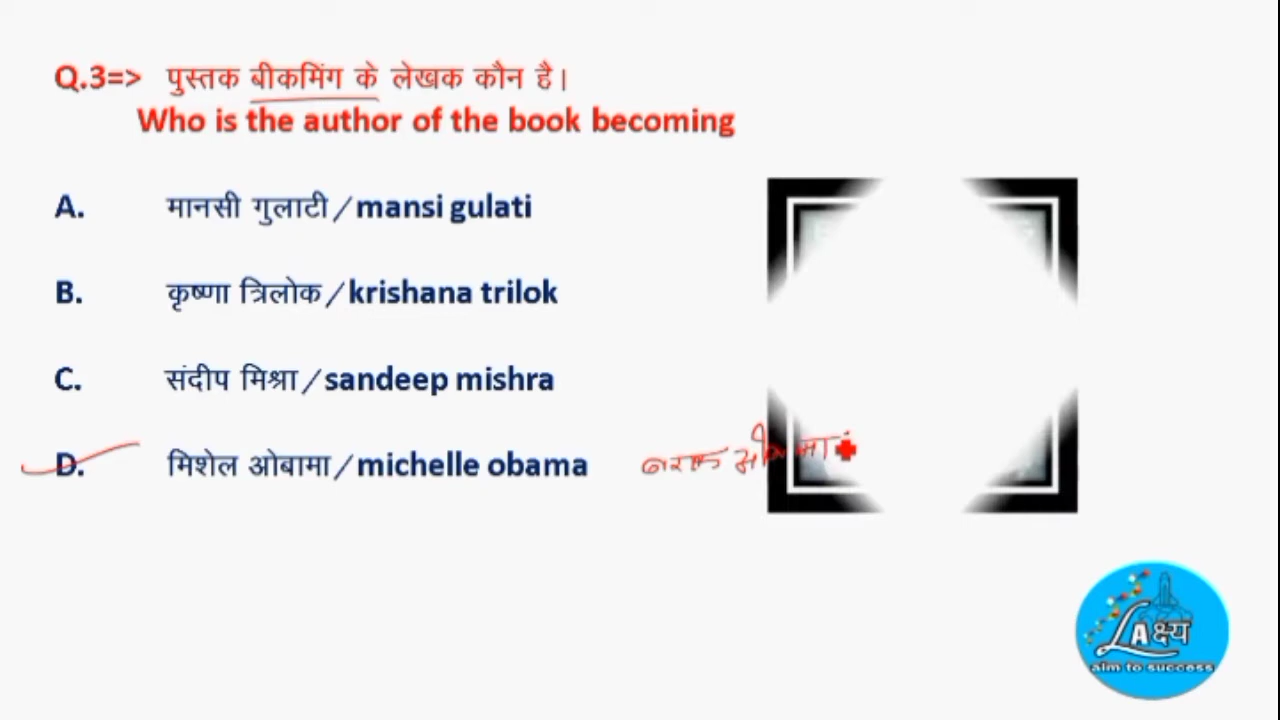 Q.3=> पुस्तक बीकमिंग के लेखक कौन है।
Who is the author of the book becoming
A. मानसी गुलाटी/mansi gulati
B. कृष्णा त्रिलोक/krishana trilok
C. संदीप मिश्रा/sandeep mishra
D. मिशेल ओबामा/michelle obama
LAक्ष्य
aim to success